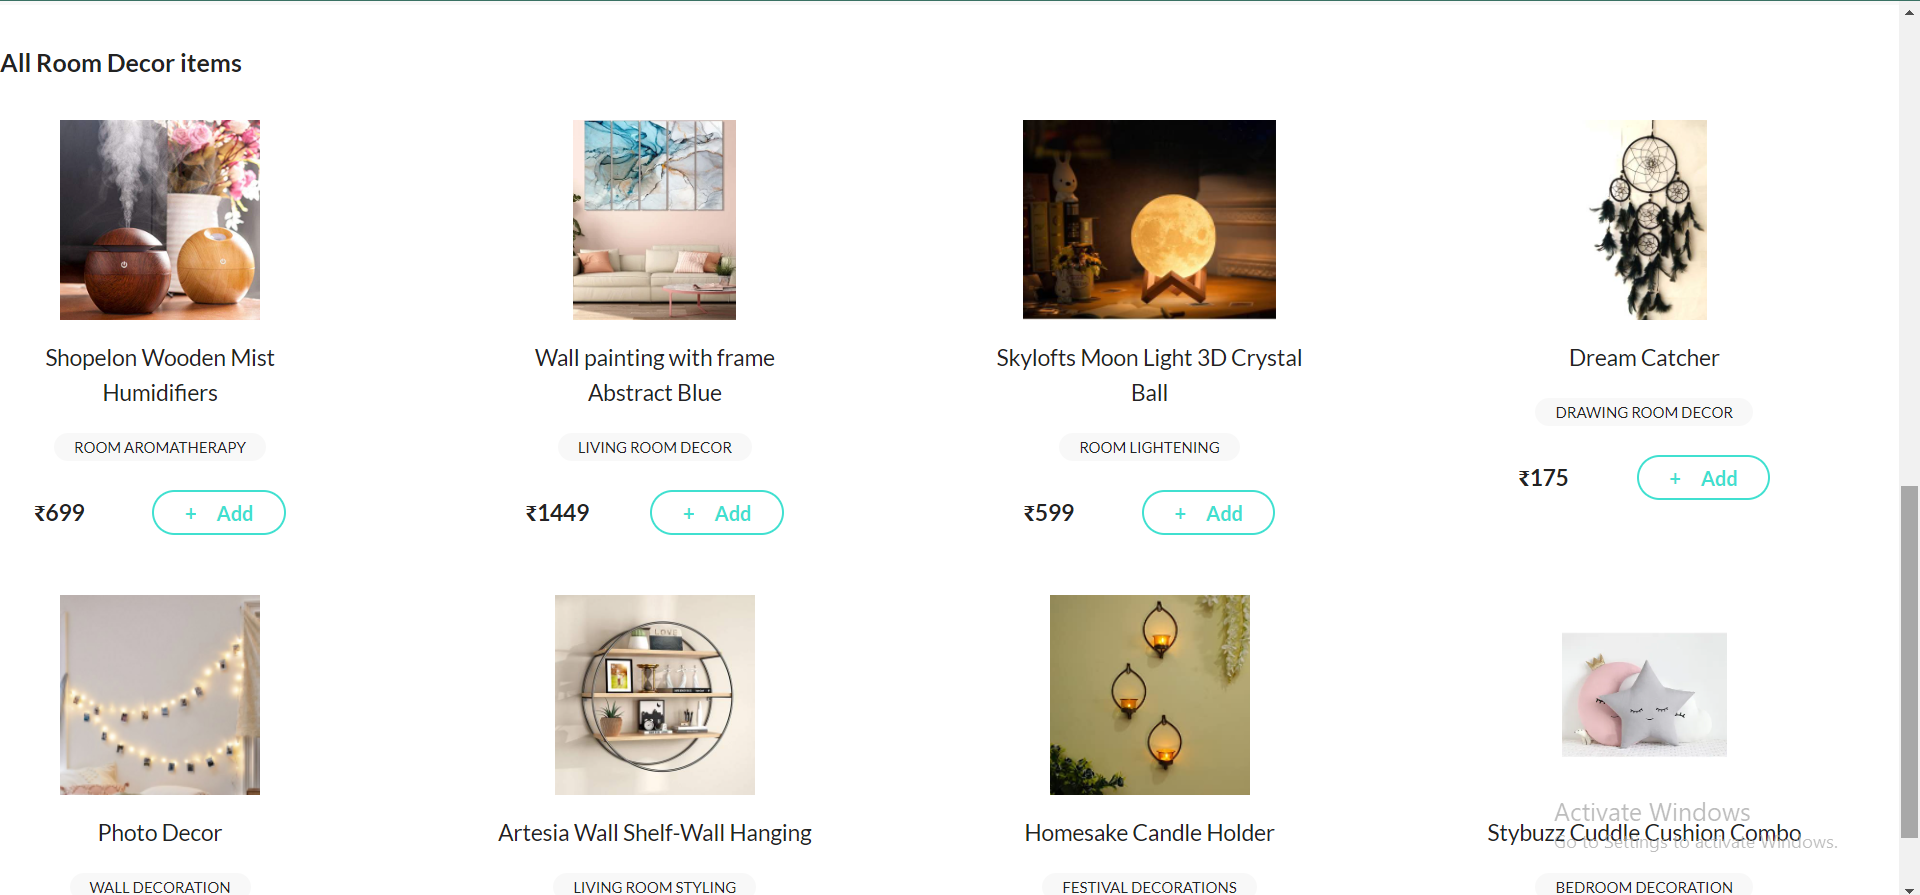 All Room Decor items
Shopelon Wooden Mist
Humidifiers
ROOM AROMATHERAPY
₹699
+ Add
Wall painting with frame
Abstract Blue
LIVING ROOM DECOR
₹1449
+ Add
Skylofts Moon Light 3D Crystal
Ball
ROOM LIGHTENING
₹599
+ Add
Dream Catcher
DRAWING ROOM DECOR
₹175
+ Add
LOVE
Photo Decor
WALL DECORATION
Artesia Wall Shelf-Wall Hanging
LIVING ROOM STYLING
Homesake Candle Holder
FESTIVAL DECORATIONS
Stybuzz Cuddle Cushion Combo
BEDROOM DECORATION
Activate Windows
Go to Settings to activate Windows.